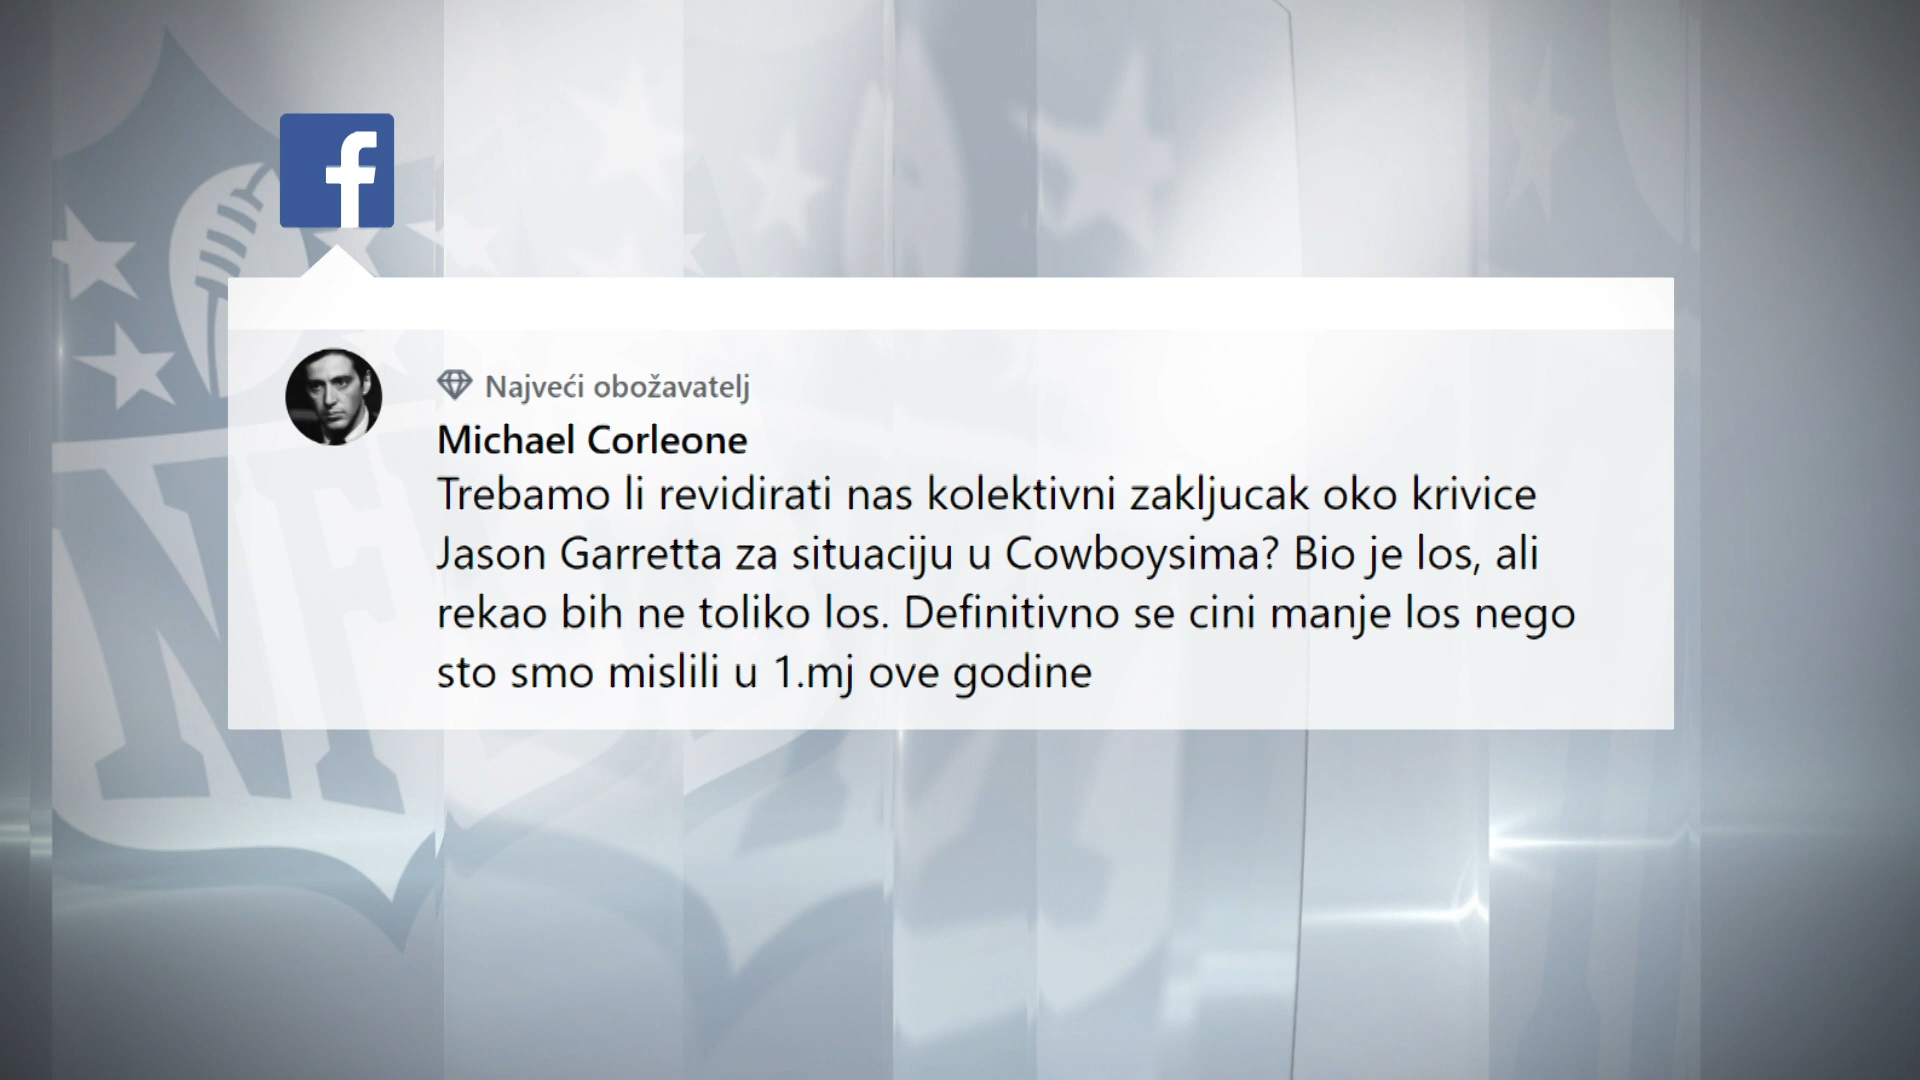 Najveći obožavatelj
Michael Corleone
Trebamo li revidirati nas kolektivni zakljucak oko krivice
Jason Garretta za situaciju u Cowboysima? Bio je los, ali
rekao bih ne toliko los. Definitivno se cini manje los nego
sto smo mislili u 1.mj ove godine
NFL